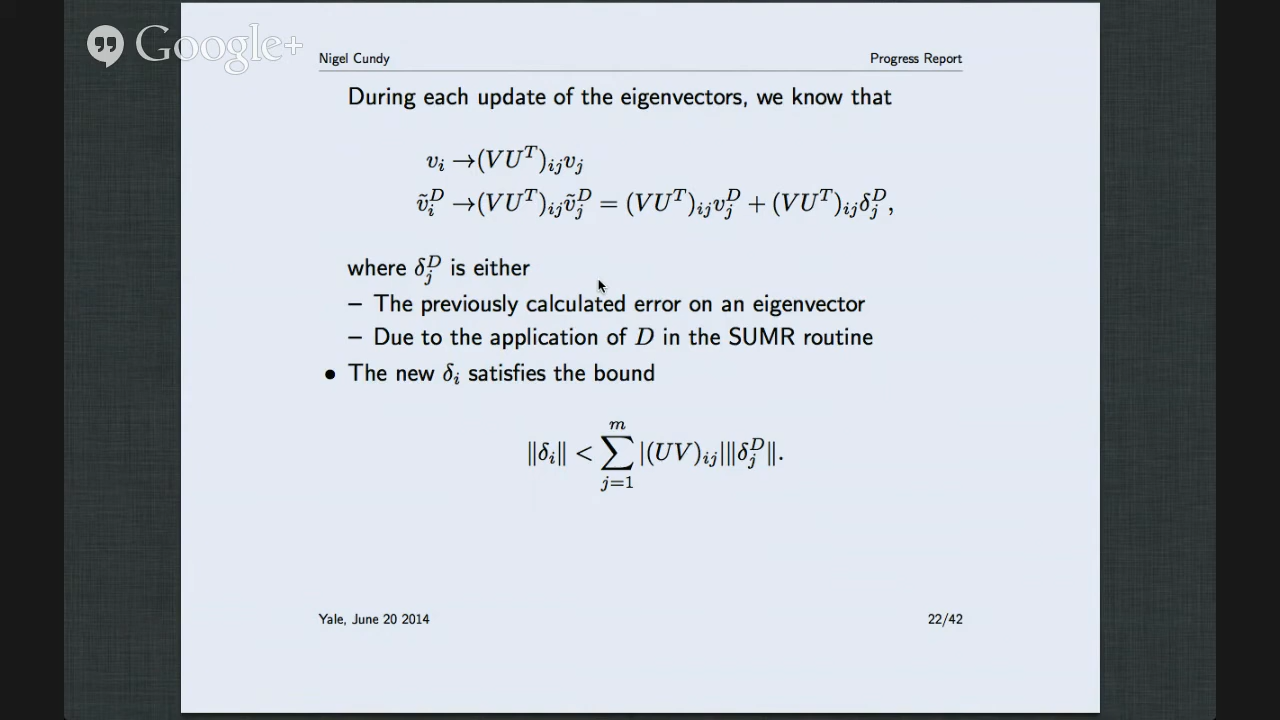 Google+
Nigel Cundy Progress Report
During each update of the eigenvectors, we know that
v_i →(VU^T)_{ij}v_j
ṽ_i^D →(VU^T)_{ij}ṽ_j^D = (VU^T)_{ij}v_j^D + (VU^T)_{ij}δ_j^D,
where δ_j^D is either
– The previously calculated error on an eigenvector
– Due to the application of D in the SUMR routine
• The new δ_i satisfies the bound
‖δ_i‖ < ∑_{j=1}^{m} |(UV)_{ij}|‖δ_j^D‖.
Yale, June 20 2014 22/42